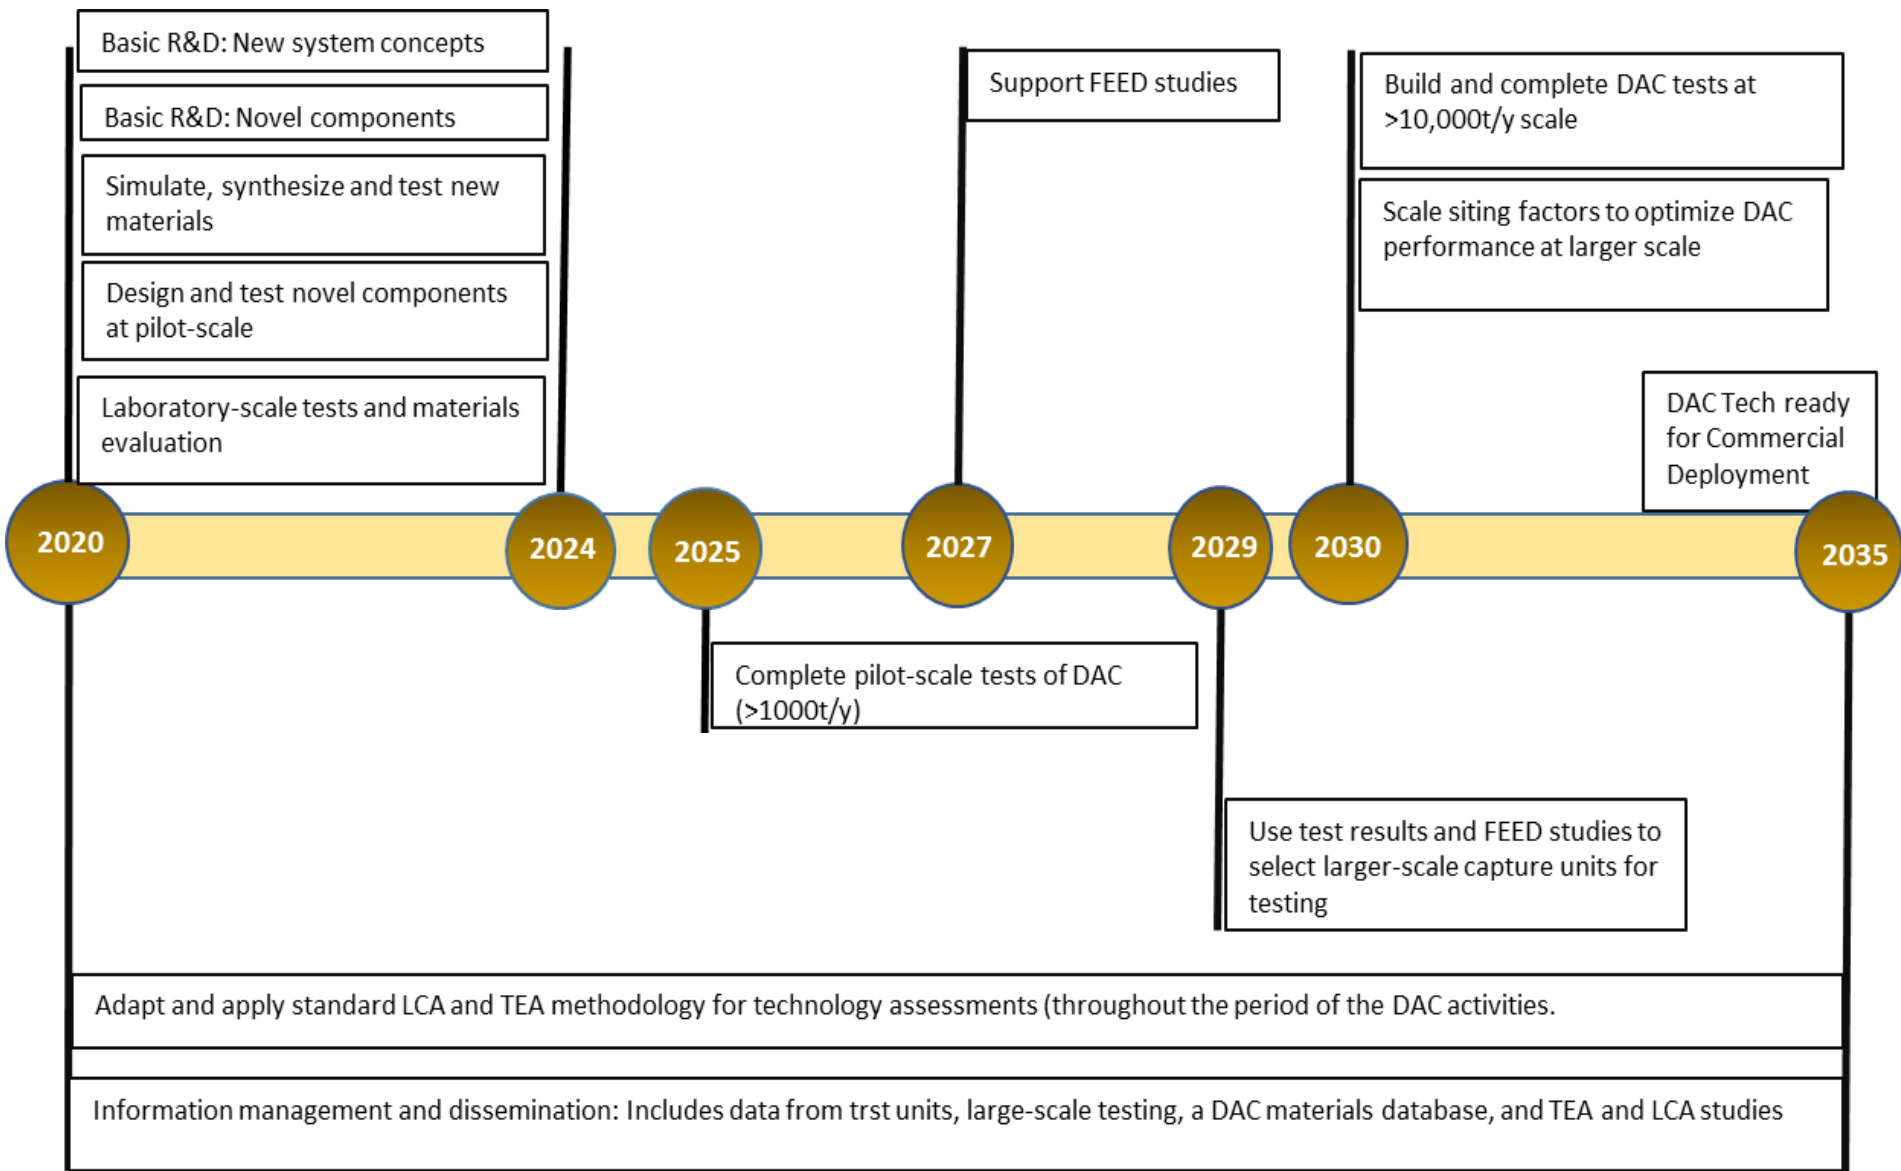 Basic R&D: New system concepts
Basic R&D: Novel components
Simulate, synthesize and test new
materials
Design and test novel components
at pilot-scale
Laboratory-scale tests and materials
evaluation
Support FEED studies
Build and complete DAC tests at
>10,000t/y scale
Scale siting factors to optimize DAC
performance at larger scale
DAC Tech ready
for Commercial
Deployment
2020
2024
2025
2027
2029
2030
2035
Complete pilot-scale tests of DAC
(>1000t/y)
Use test results and FEED studies to
select larger-scale capture units for
testing
Adapt and apply standard LCA and TEA methodology for technology assessments (throughout the period of the DAC activities.
Information management and dissemination: Includes data from trst units, large-scale testing, a DAC materials database, and TEA and LCA studies